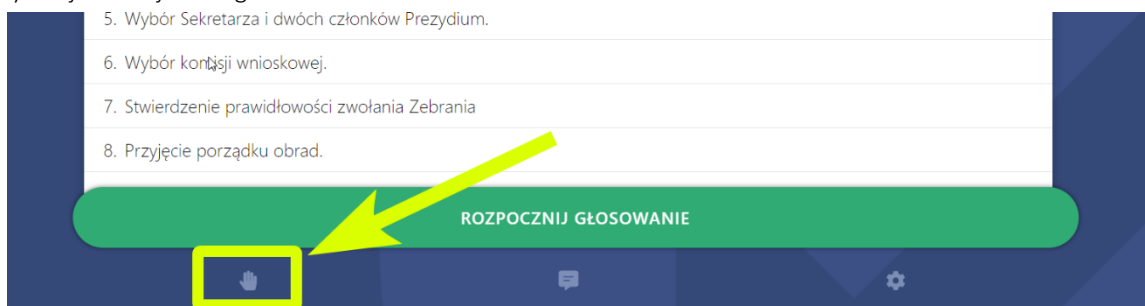 5. Wybór Sekretarza i dwóch członków Prezydium.
6. Wybór komisji wnioskowej.
7. Stwierdzenie prawidłowości zwołania Zebrania
8. Przyjęcie porządku obrad.
ROZPOCZNIJ GŁOSOWANIE